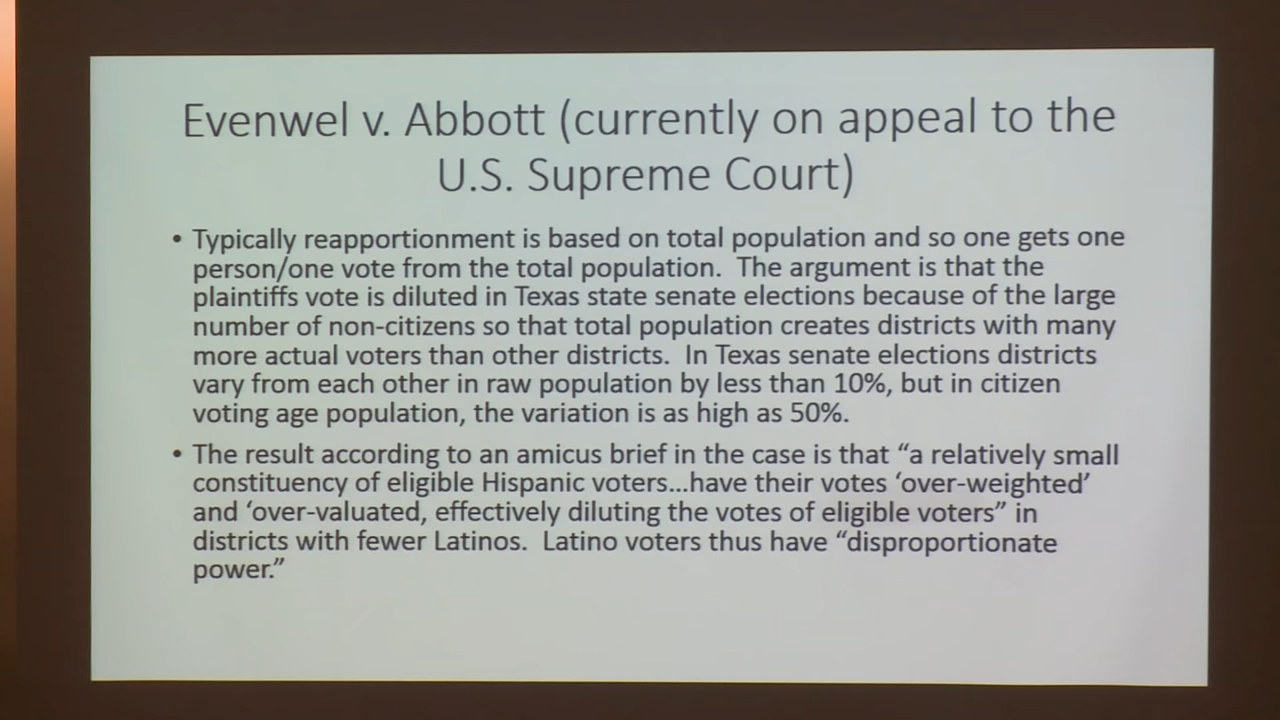 Evenwel v. Abbott (currently on appeal to the
U.S. Supreme Court)
• Typically reapportionment is based on total population and so one gets one
person/one vote from the total population.  The argument is that the
plaintiffs vote is diluted in Texas state senate elections because of the large
number of non-citizens so that total population creates districts with many
more actual voters than other districts.  In Texas senate elections districts
vary from each other in raw population by less than 10%, but in citizen
voting age population, the variation is as high as 50%.
• The result according to an amicus brief in the case is that “a relatively small
constituency of eligible Hispanic voters...have their votes ‘over-weighted’
and ‘over-valuated, effectively diluting the votes of eligible voters” in
districts with fewer Latinos.  Latino voters thus have “disproportionate
power.”